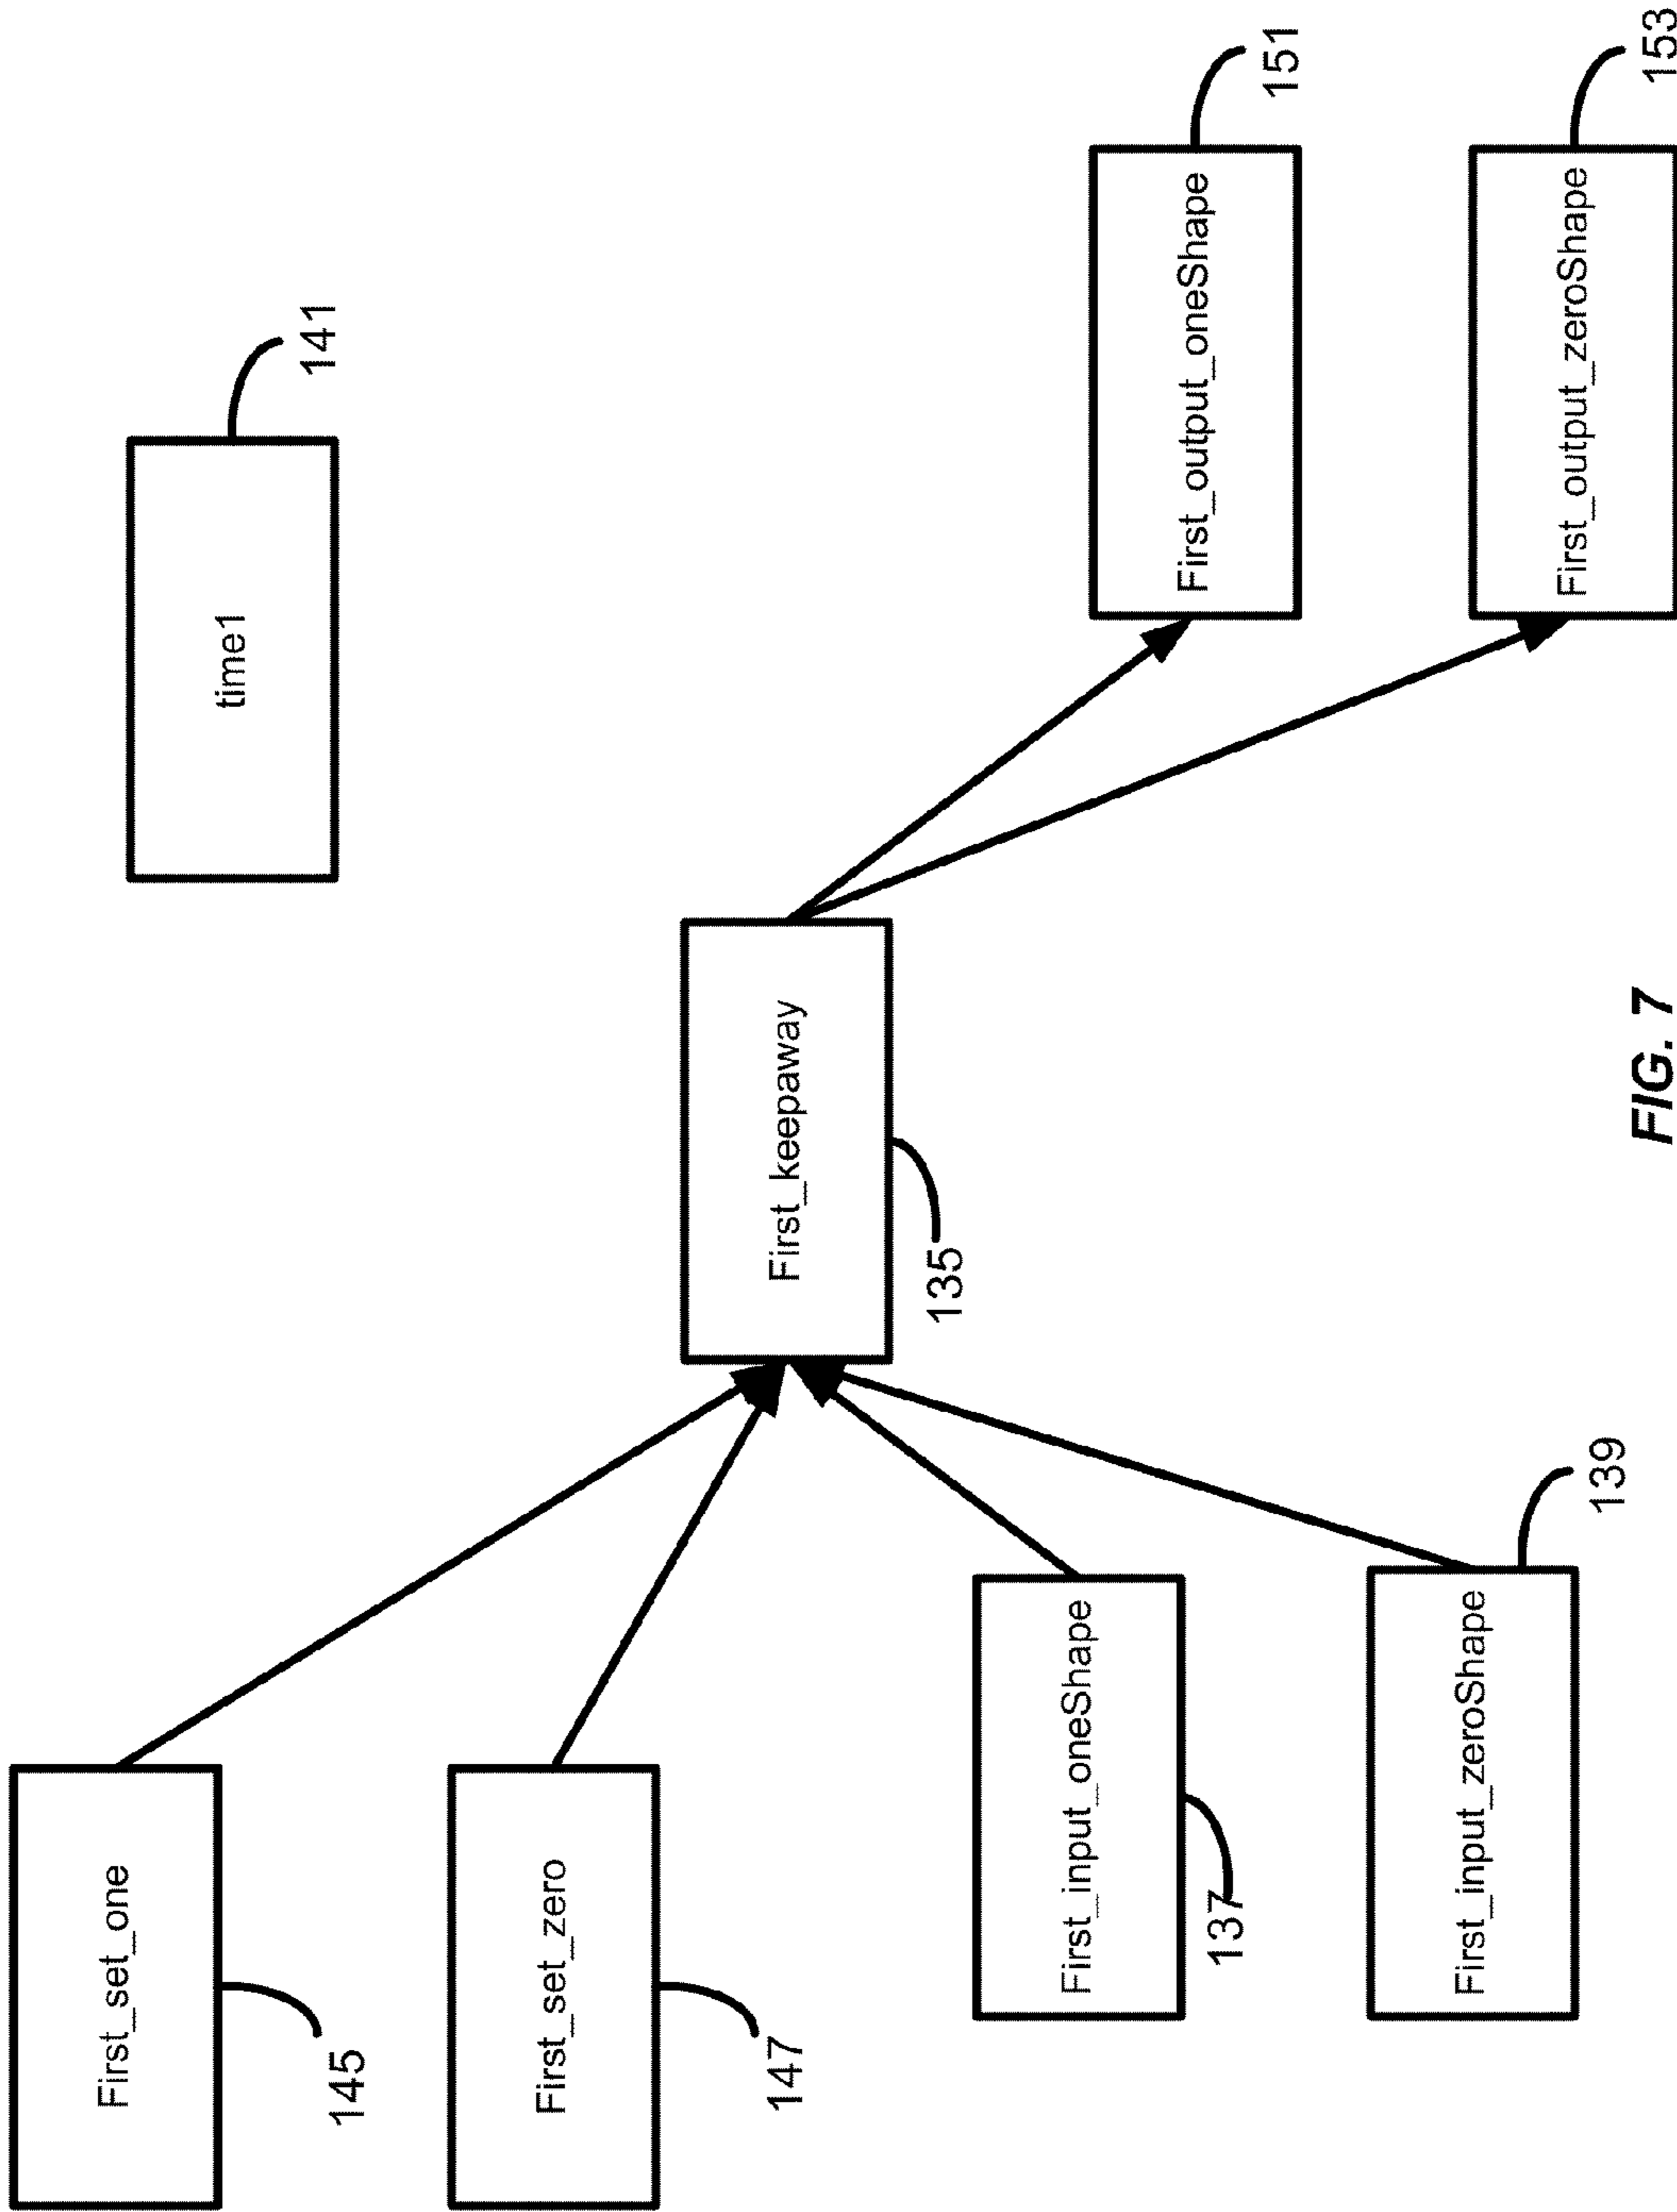 First_set_one
145
First_set_zero
147
First_input_oneShape
137
First_input_zeroShape
139
First_keepaway
135
time1
141
First_output_oneShape
151
First_output_zeroShape
153
FIG. 7